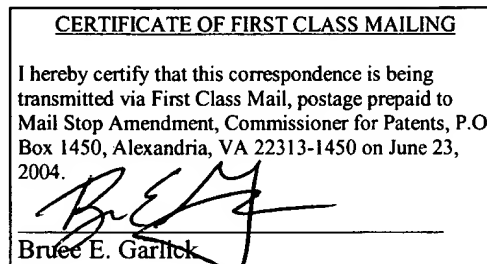 CERTIFICATE OF FIRST CLASS MAILING
I hereby certify that this correspondence is being
transmitted via First Class Mail, postage prepaid to
Mail Stop Amendment, Commissioner for Patents, P.O
Box 1450, Alexandria, VA 22313-1450 on June 23,
2004.
Bruce E. Garlick